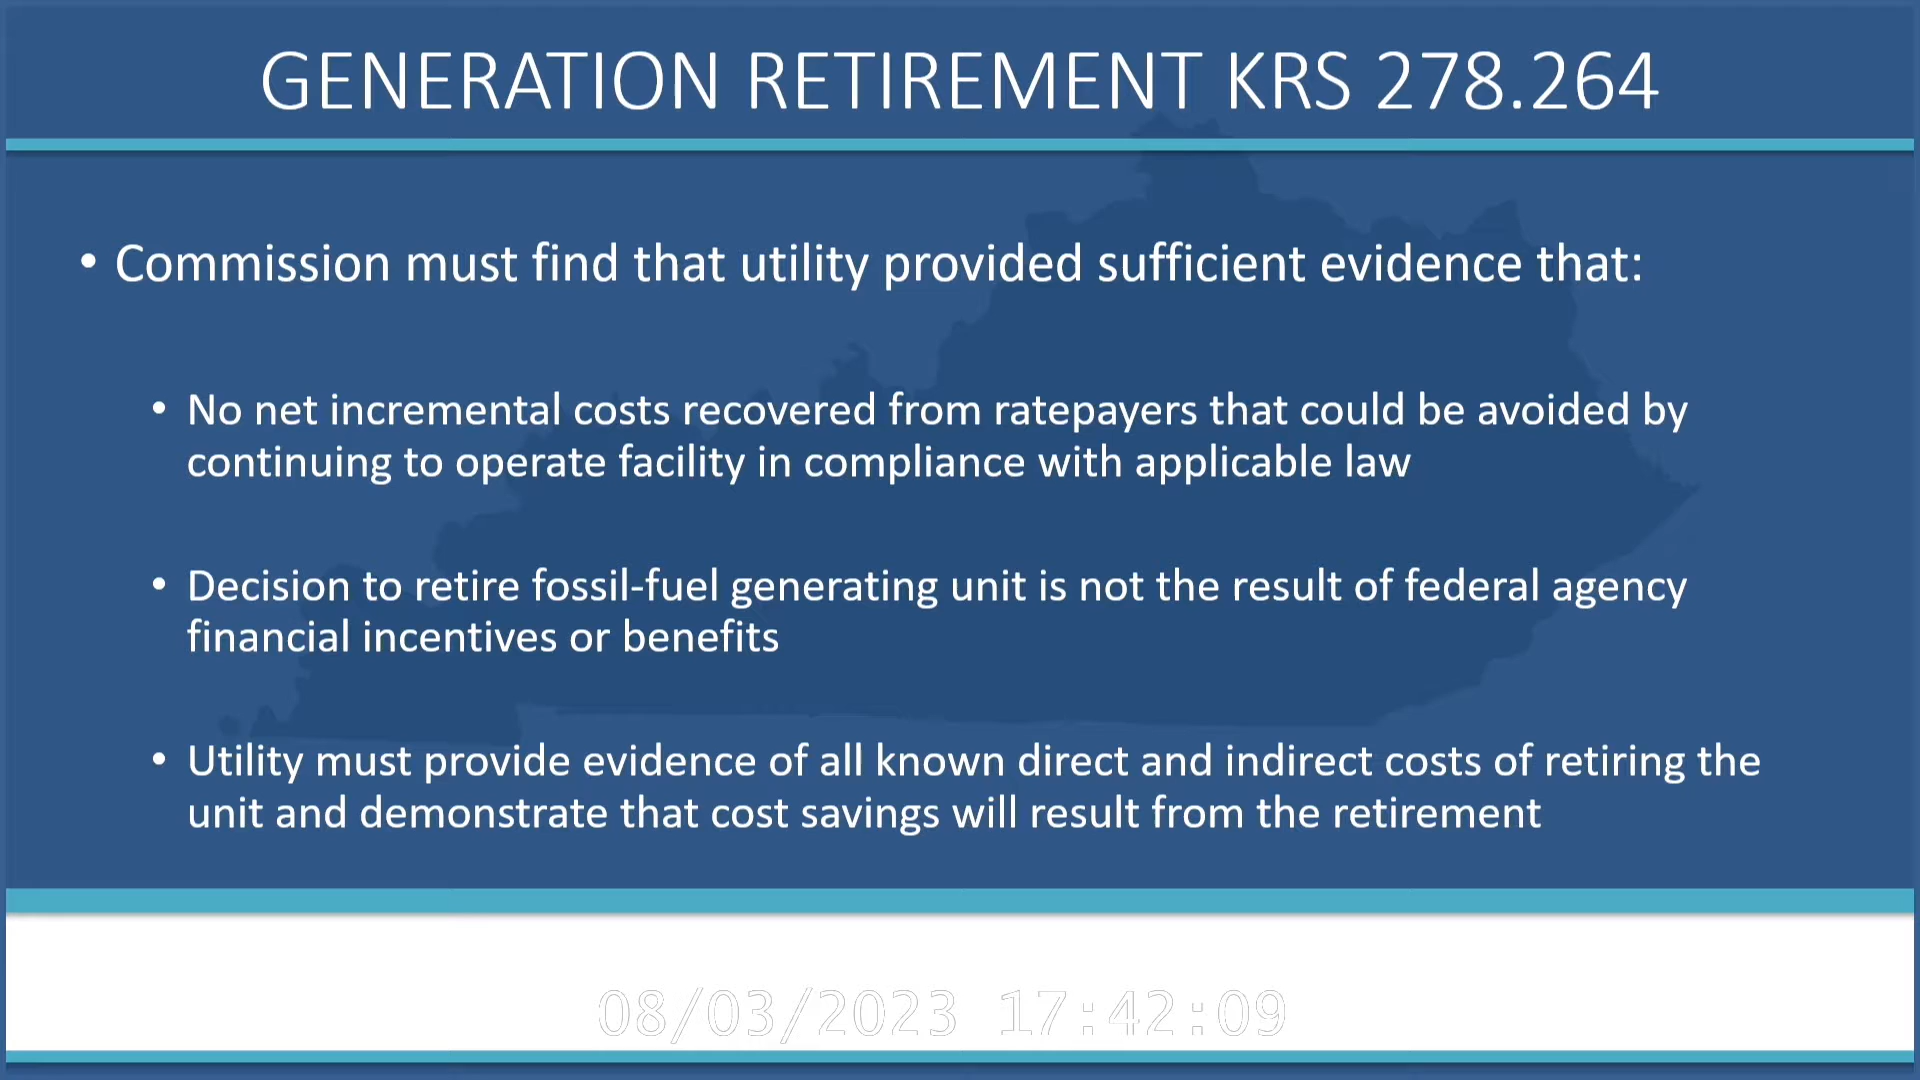 GENERATION RETIREMENT KRS 278.264
• Commission must find that utility provided sufficient evidence that:
• No net incremental costs recovered from ratepayers that could be avoided by
continuing to operate facility in compliance with applicable law
• Decision to retire fossil-fuel generating unit is not the result of federal agency
financial incentives or benefits
• Utility must provide evidence of all known direct and indirect costs of retiring the
unit and demonstrate that cost savings will result from the retirement
08/03/2023 17:42:09